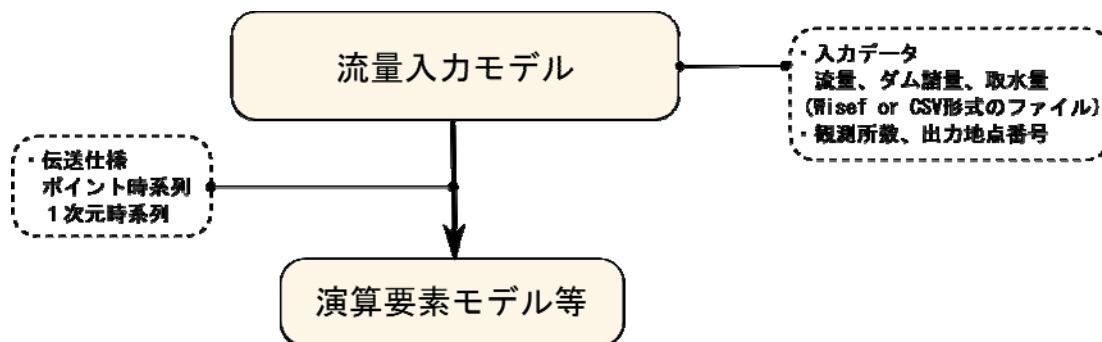 流量入力モデル
・入力データ
流量、ダム諸量、取水量
(Wisef or CSV形式のファイル)
・観測所数、出力地点番号
・伝送仕様
ポイント時系列
1次元時系列
演算要素モデル等